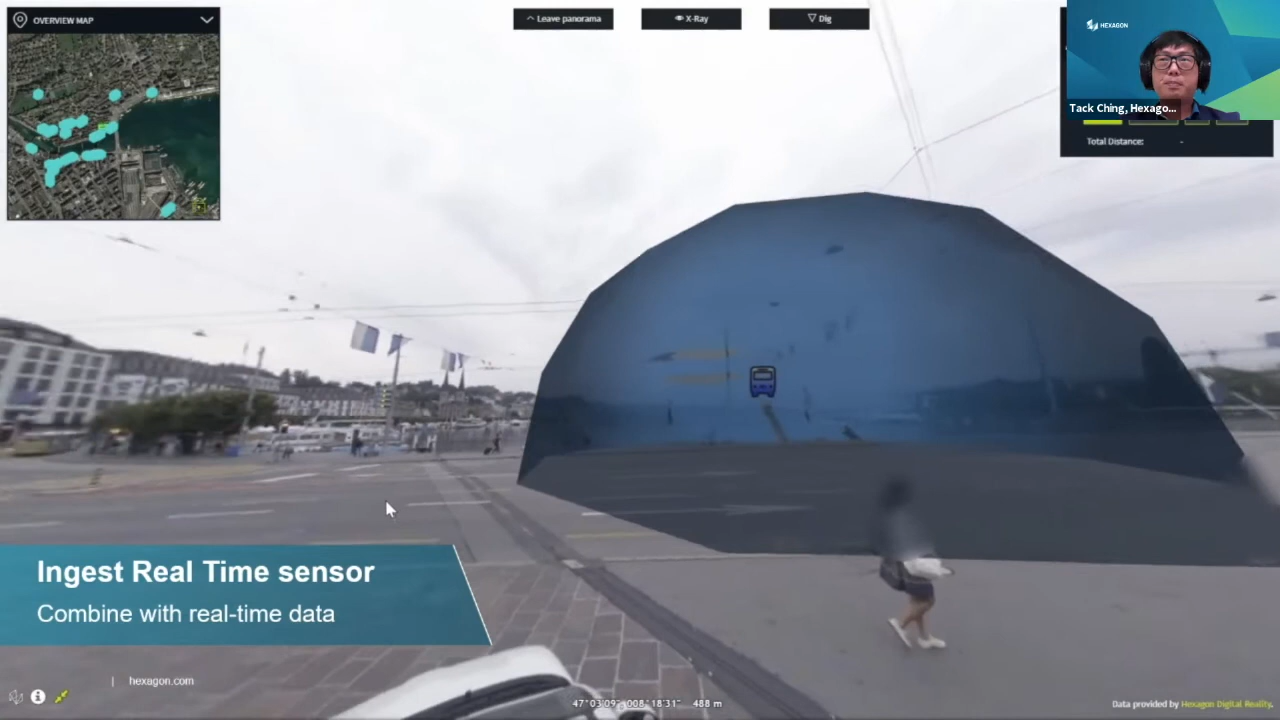 OVERVIEW MAP
Leave panorama
X-Ray
Dig
HEXAGON
Tack Ching, Hexago...
Total Distance: -
Ingest Real Time sensor
Combine with real-time data
| hexagon.com
47°03'09" 008°18'31" 488 m
Data provided by Hexagon Digital Reality.